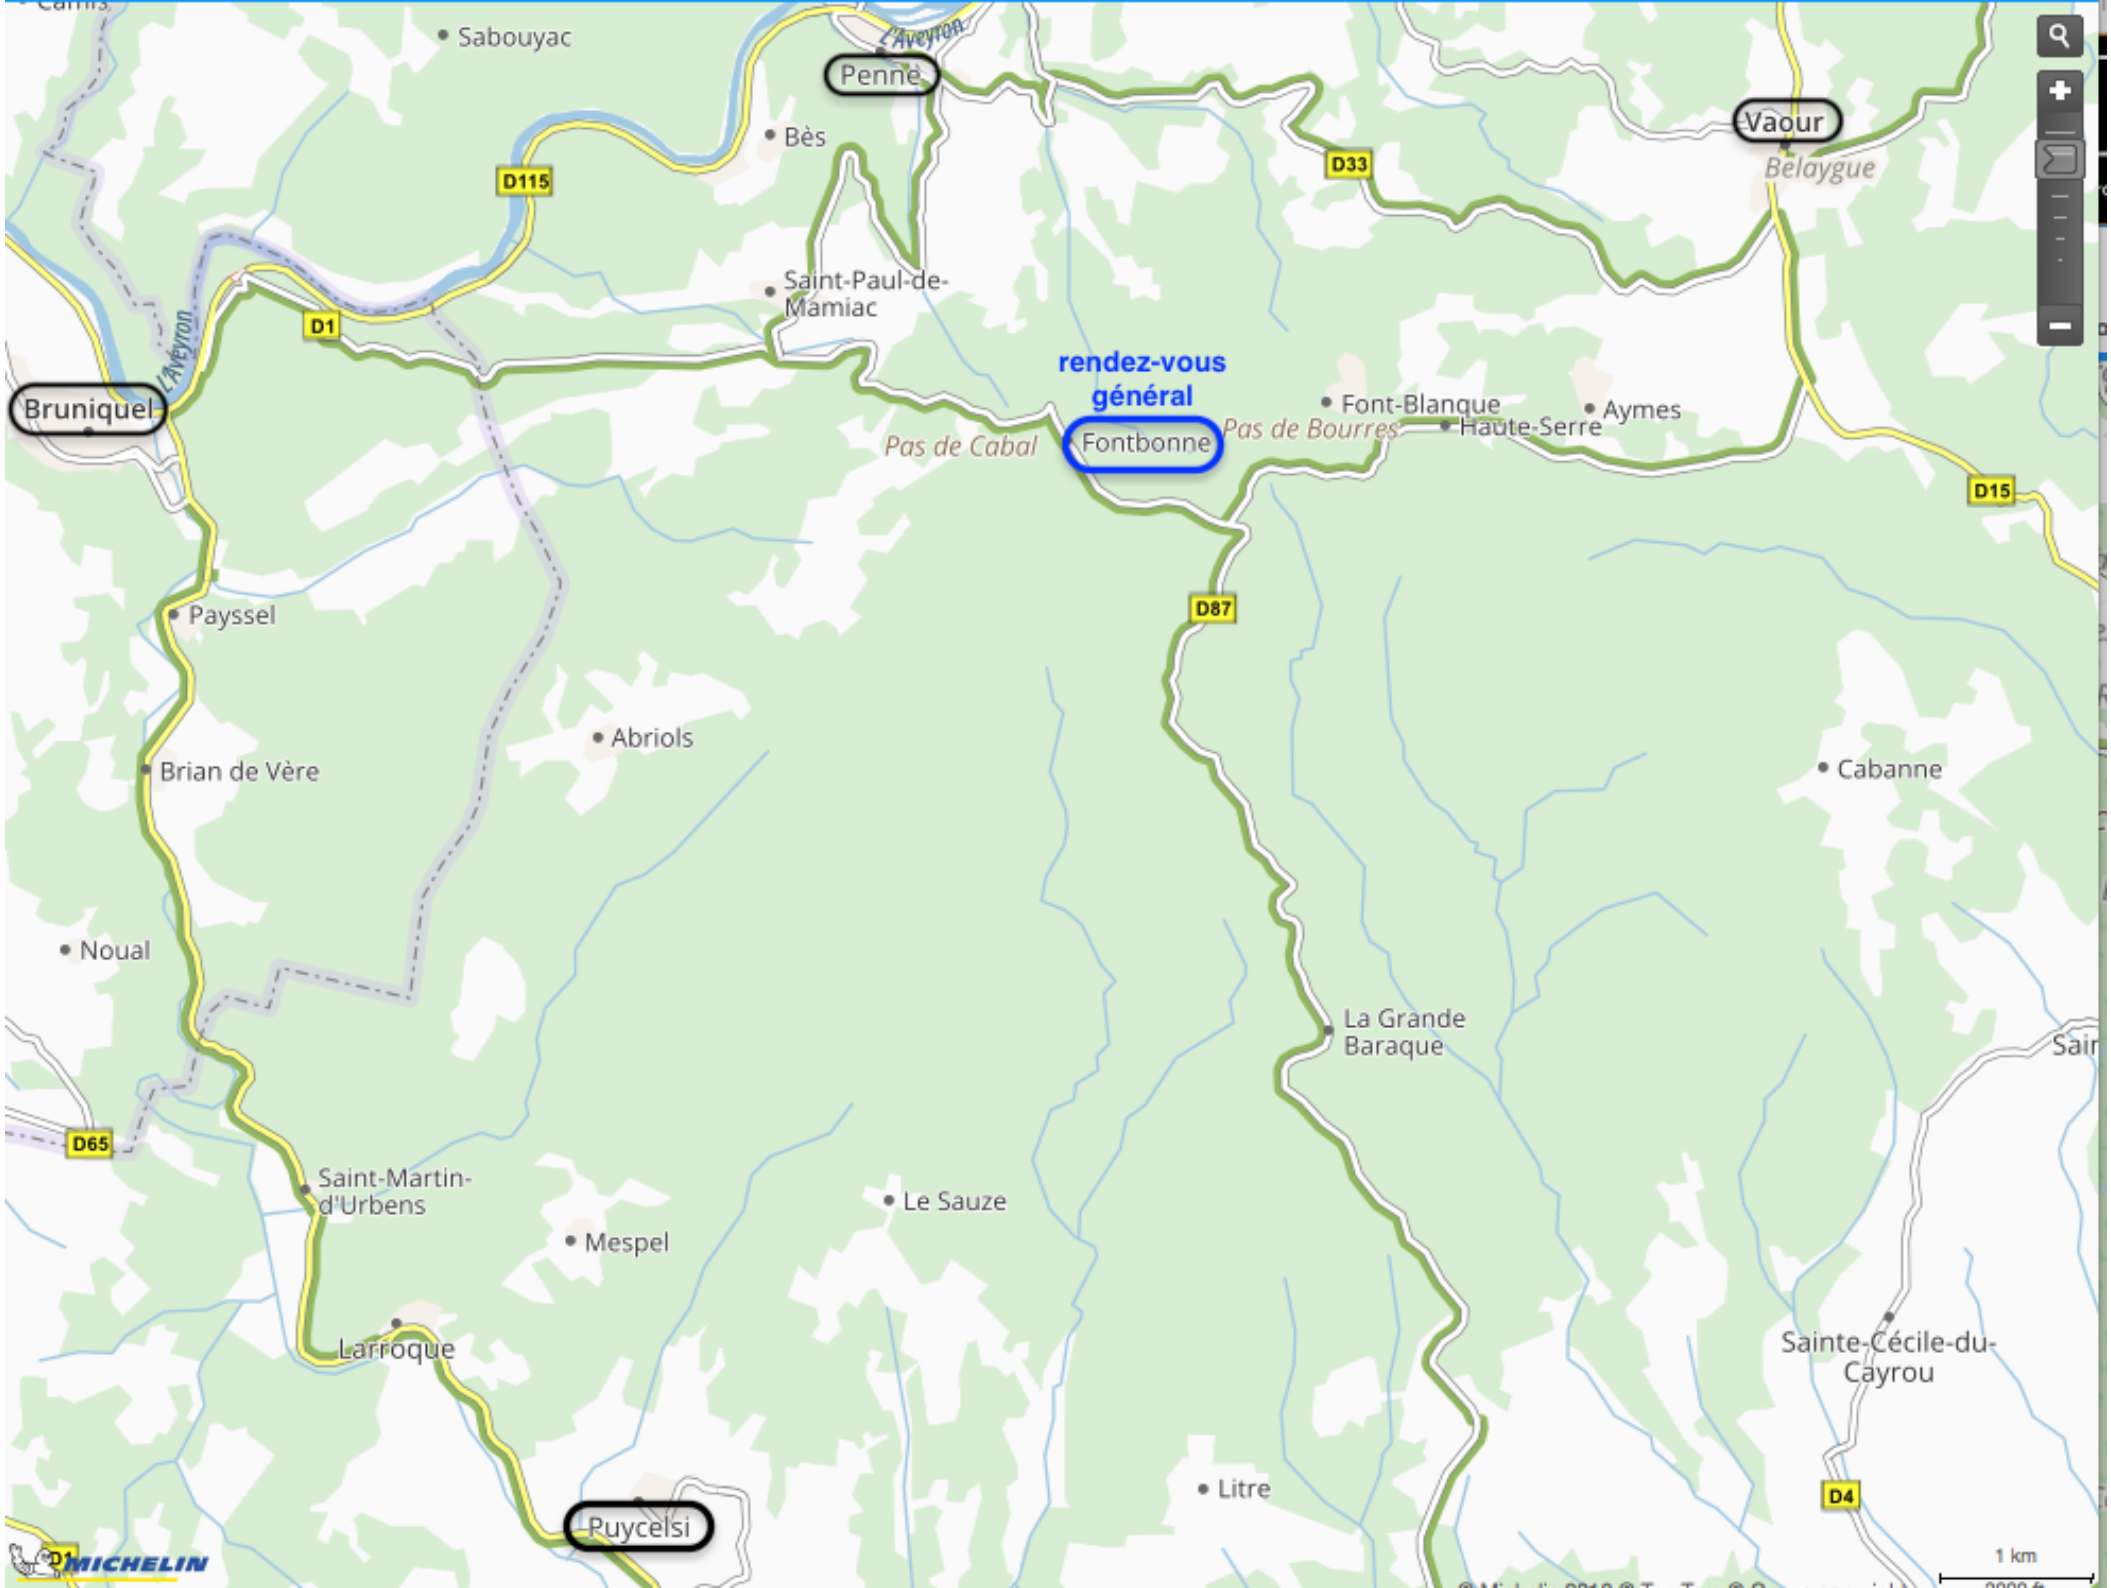 Sabouyac
L'Aveyron
Penne
Vaour
Bès
D33
Belaygue
D115
Saint-Paul-de-
Mamiac
D1
L'Aveyron
rendez-vous
général
Bruniquel
Font-Blanque
Aymes
Pas de Bourres
Haute-Serre
Pas de Cabal
Fontbonne
D15
D87
Payssel
Abriols
Brian de Vère
Cabanne
Noual
La Grande
Baraque
D65
Saint-Martin-
d'Urbens
Le Sauze
Mespel
Larroque
Sainte-Cécile-du-
Cayrou
Litre
D4
Puycelsi
D1
MICHELIN
1 km